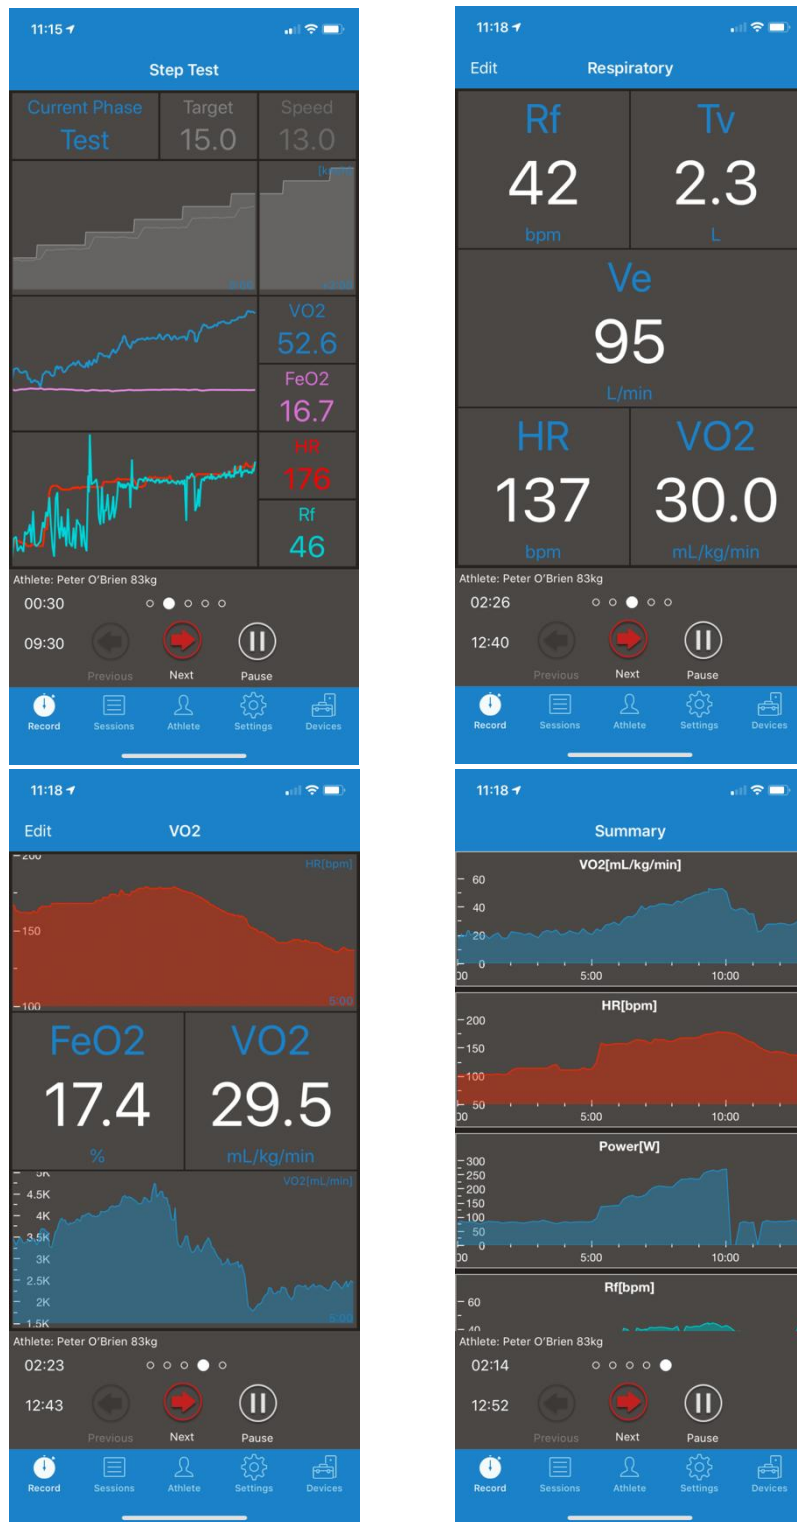 11:15
Step Test
Current Phase Target Speed
Test 15.0 13.0
VO2
52.6
FeO2
16.7
HR
176
Rf
46
Athlete: Peter O'Brien 83kg
00:30
09:30
Previous Next Pause
Record Sessions Athlete Settings Devices
11:18
Edit Respiratory
Rf Tv
42 2.3
bpm L
Ve
95
L/min
HR VO2
137 30.0
bpm mL/kg/min
Athlete: Peter O'Brien 83kg
02:26
12:40
Previous Next Pause
Record Sessions Athlete Settings Devices
11:18
Edit VO2
200 HR[bpm]
150
100 5:00
FeO2 VO2
17.4 29.5
% mL/kg/min
5K VO2[mL/min]
4.5K
4K
3.5K
3K
2.5K
2K
1.5K 5:00
Athlete: Peter O'Brien 83kg
02:23
12:43
Previous Next Pause
Record Sessions Athlete Settings Devices
11:18
Summary
VO2[mL/kg/min]
60
40
20
0
00 5:00 10:00
HR[bpm]
200
150
100
50
00 5:00 10:00
Power[W]
300
250
200
150
100
50
0
00 5:00 10:00
Rf[bpm]
60
40
Athlete: Peter O'Brien 83kg
02:14
12:52
Previous Next Pause
Record Sessions Athlete Settings Devices